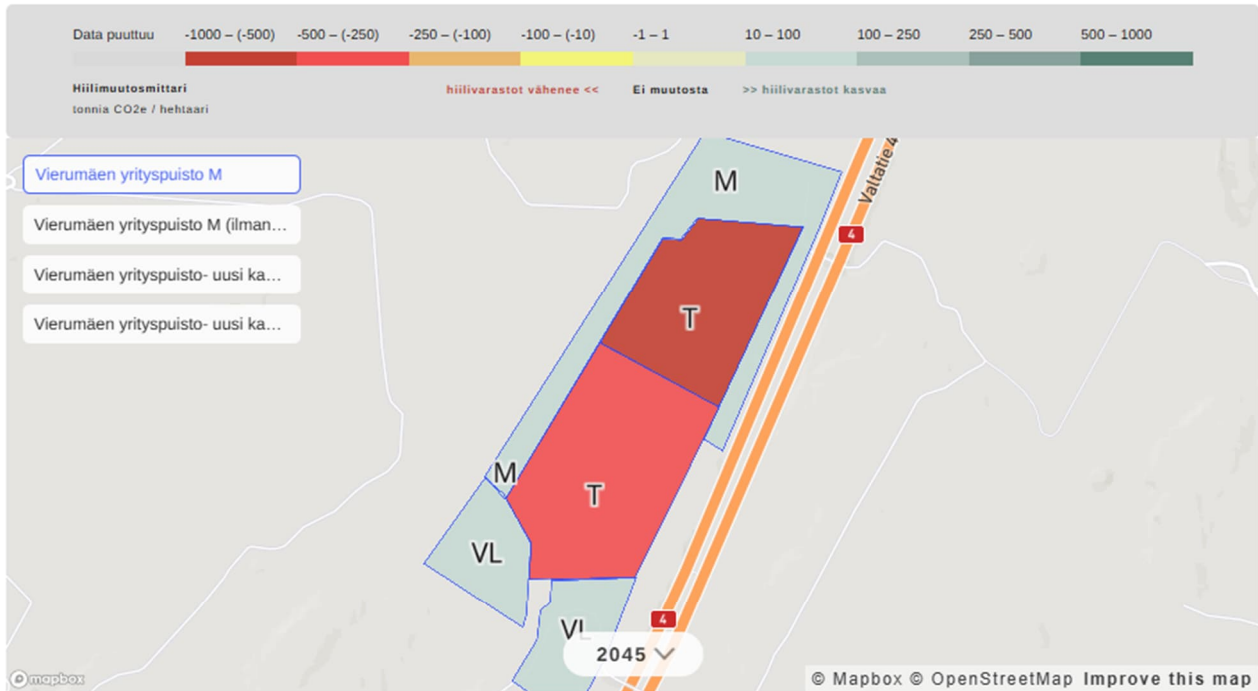 Data puuttuu -1000 – (-500) -500 – (-250) -250 – (-100) -100 – (-10) -1 – 1 10 – 100 100 – 250 250 – 500 500 – 1000
Hiilimuutosmittari hiilivarastot vähenee << Ei muutosta >> hiilivarastot kasvaa
tonnia CO2e / hehtaari
Vierumäen yrityspuisto M
Vierumäen yrityspuisto M (ilman...
Vierumäen yrityspuisto- uusi ka...
Vierumäen yrityspuisto- uusi ka...
Valtatie 4
M
4
T
M
T
VL
4
VL
2045
mapbox
© Mapbox © OpenStreetMap Improve this map